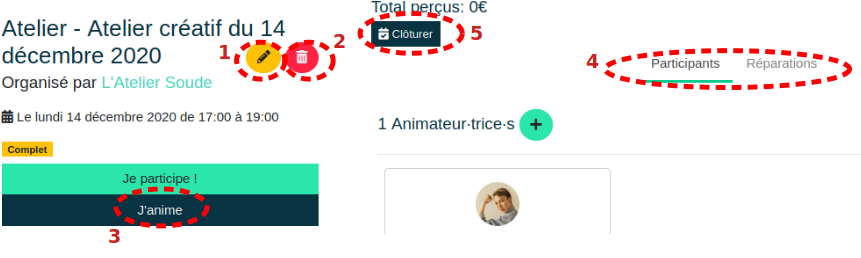 Atelier - Atelier créatif du 14
décembre 2020
1
2
Organisé par L'Atelier Soude
Le lundi 14 décembre 2020 de 17:00 à 19:00
Complet
Je participe !
J'anime
3
Total perçus: 0€
Clôturer
5
4
Participants
Réparations
1 Animateur·trice·s